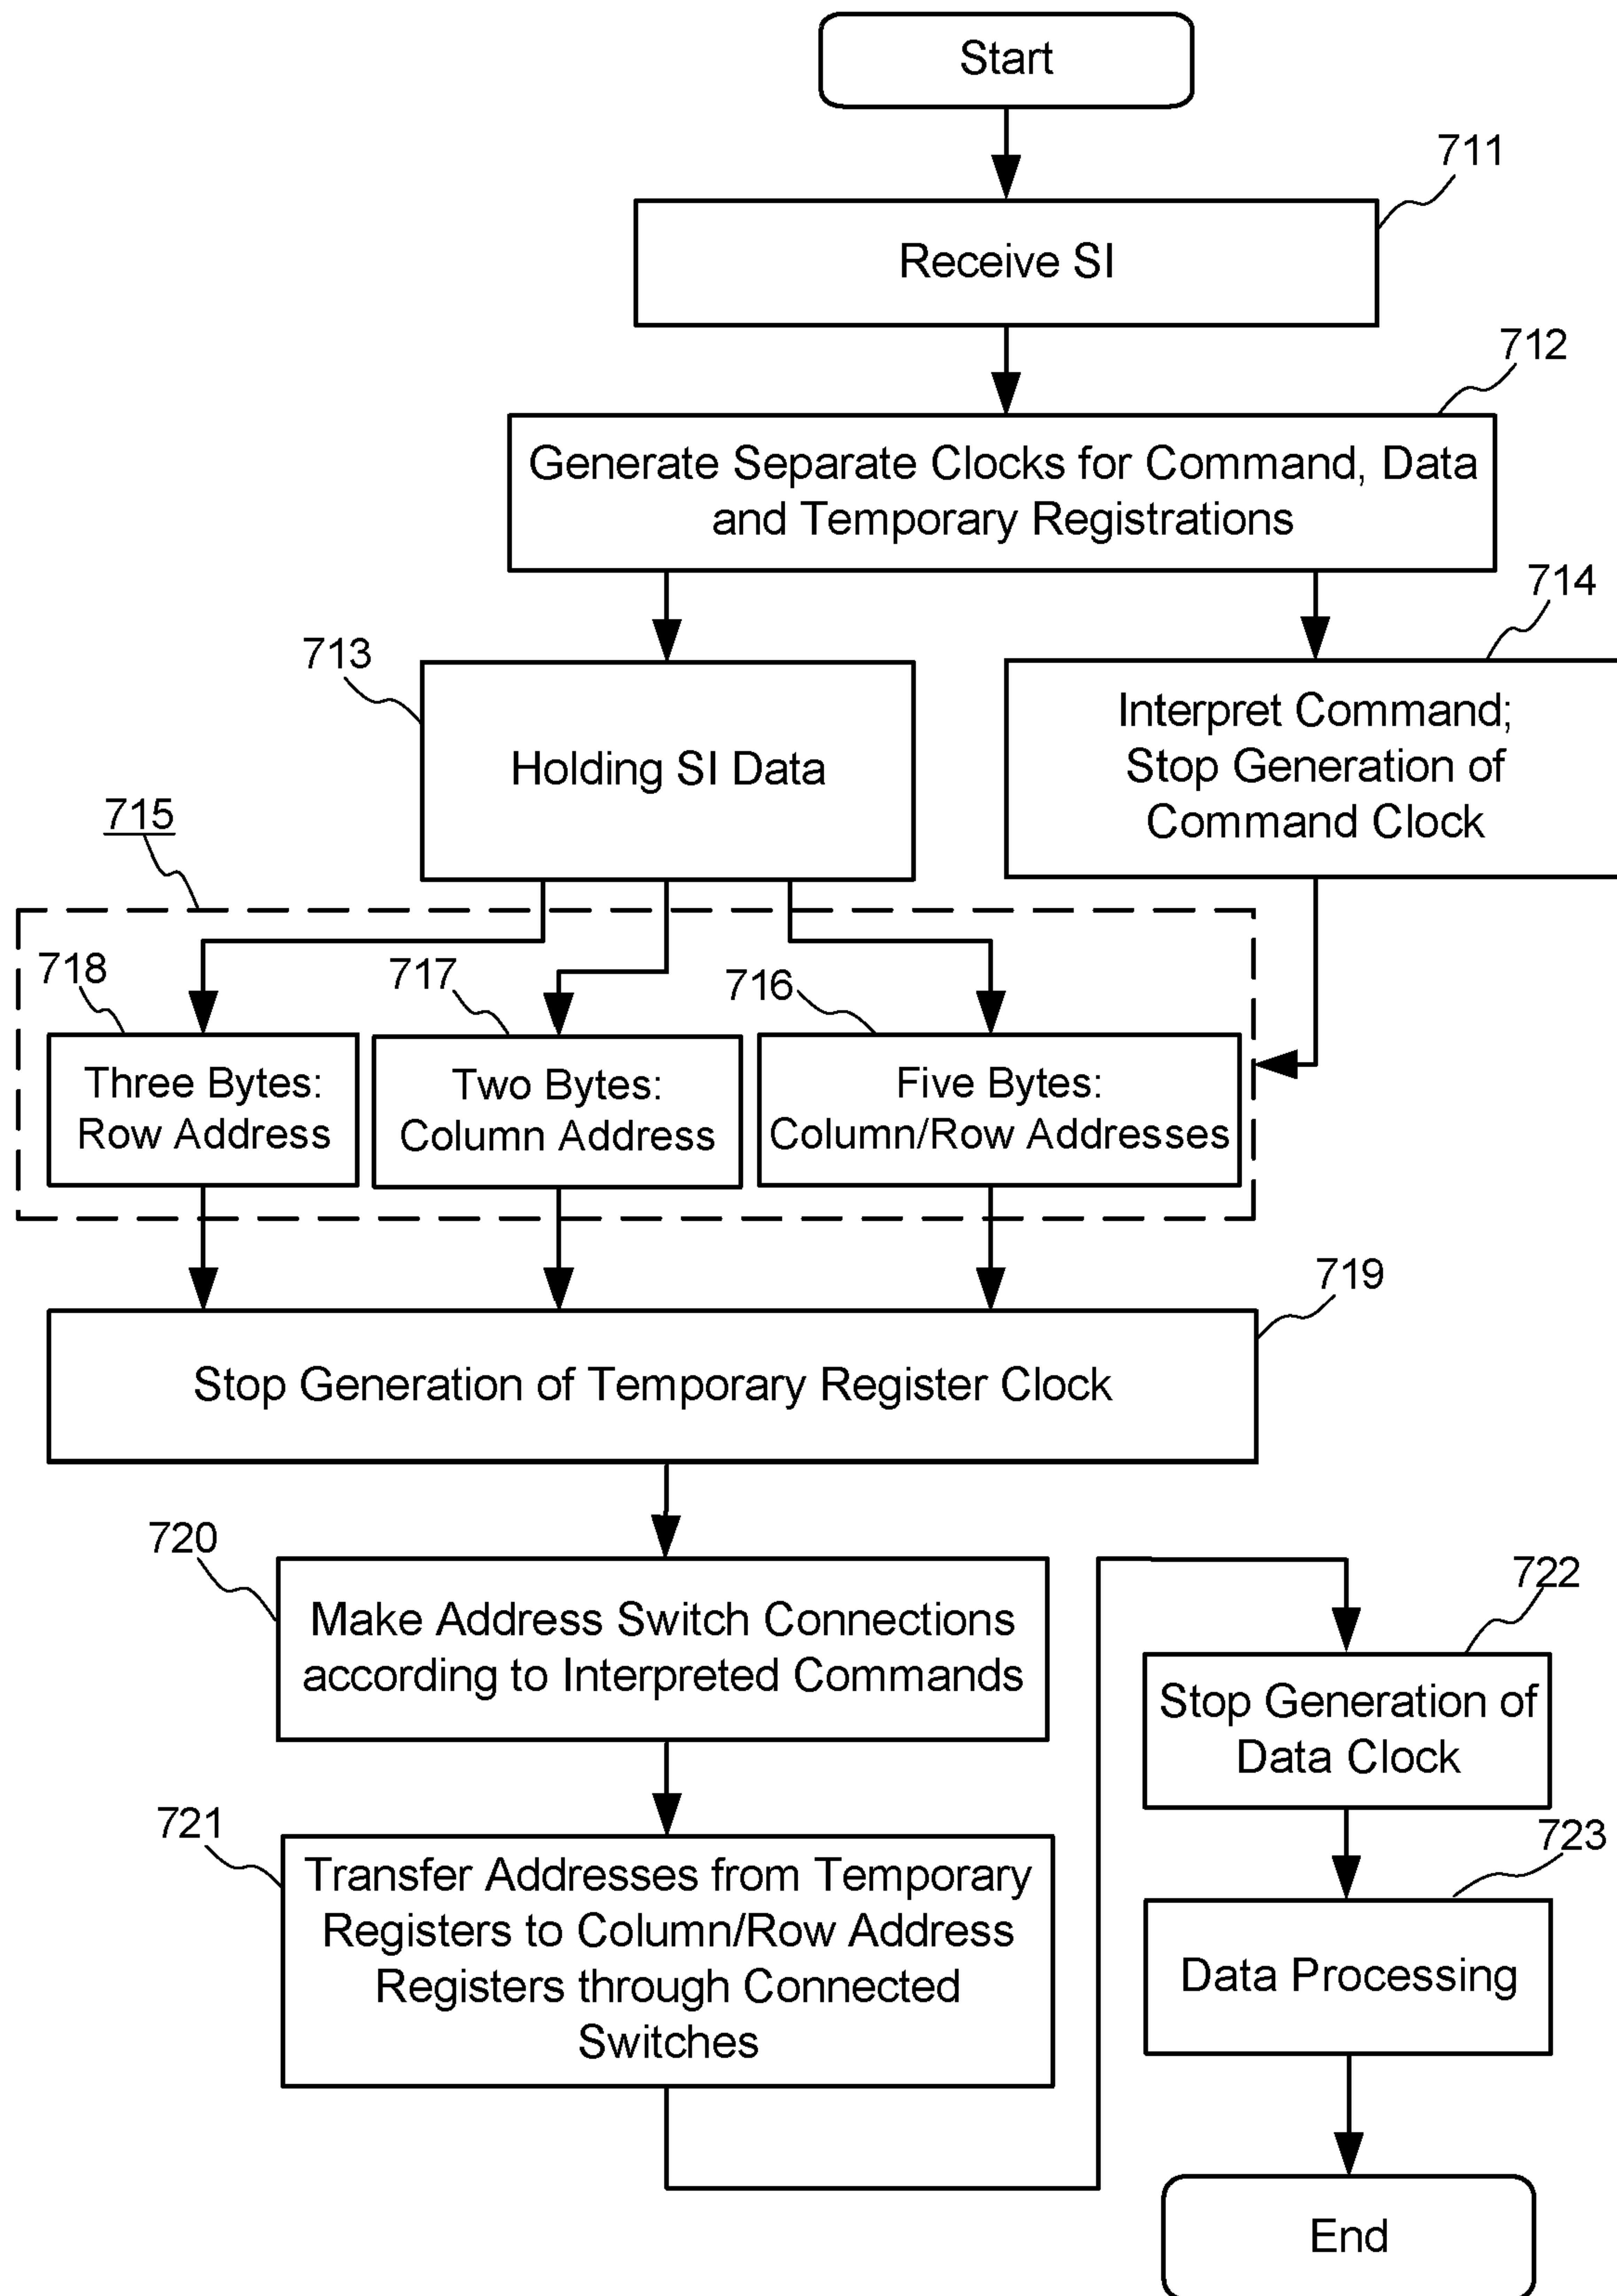 Start
711
Receive SI
712
Generate Separate Clocks for Command, Data
and Temporary Registrations
713
Holding SI Data
714
Interpret Command;
Stop Generation of
Command Clock
715
718
Three Bytes:
Row Address
717
Two Bytes:
Column Address
716
Five Bytes:
Column/Row Addresses
719
Stop Generation of Temporary Register Clock
720
Make Address Switch Connections
according to Interpreted Commands
721
Transfer Addresses from Temporary
Registers to Column/Row Address
Registers through Connected
Switches
722
Stop Generation of
Data Clock
723
Data Processing
End